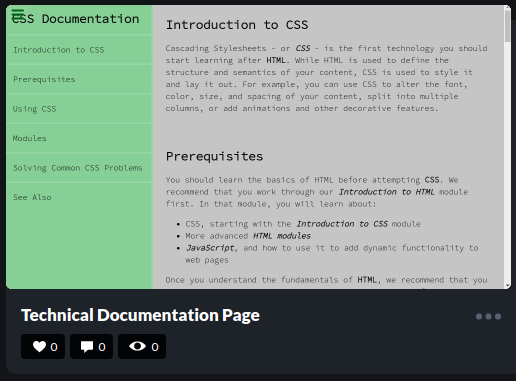 CSS Documentation
Introduction to CSS
Prerequisites
Using CSS
Modules
Solving Common CSS Problems
See Also
Introduction to CSS
Cascading Stylesheets - or CSS - is the first technology you should
start learning after HTML. While HTML is used to define the
structure and semantics of your content, CSS is used to style it
and lay it out. For example, you can use CSS to alter the font,
color, size, and spacing of your content, split into multiple
columns, or add animations and other decorative features.
Prerequisites
You should learn the basics of HTML before attempting CSS. We
recommend that you work through our Introduction to HTML module
first. In that module, you will learn about:
• CSS, starting with the Introduction to CSS module
• More advanced HTML modules
• JavaScript, and how to use it to add dynamic functionality to
web pages
Once you understand the fundamentals of HTML, we recommend that you
Technical Documentation Page
0 0 0